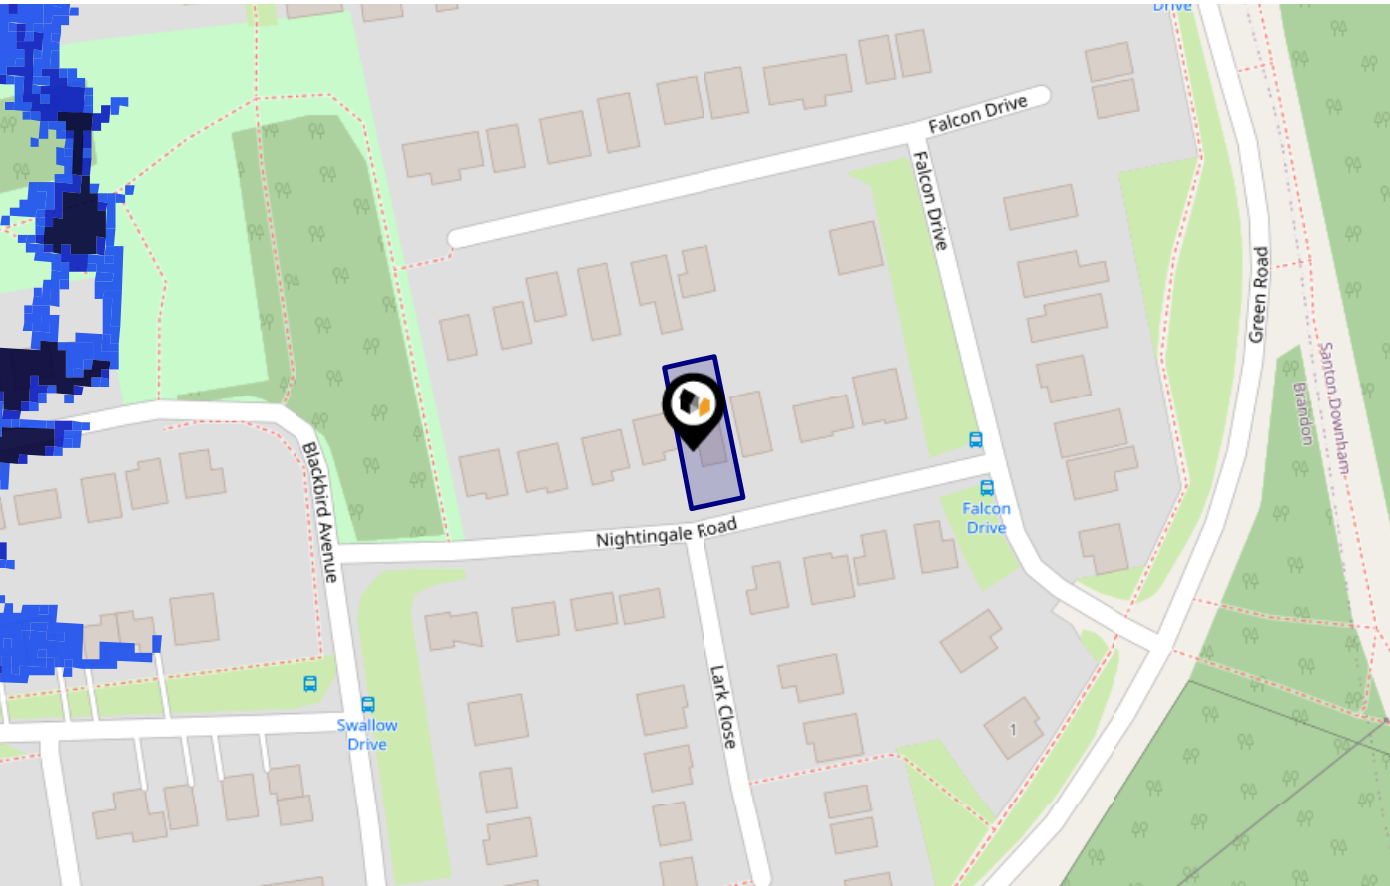 Drive
Falcon Drive
Falcon Drive
Green Road
Santon Downham
Brandon
Blackbird Avenue
Nightingale Road
Falcon
Drive
Lark Close
Swallow
Drive
1